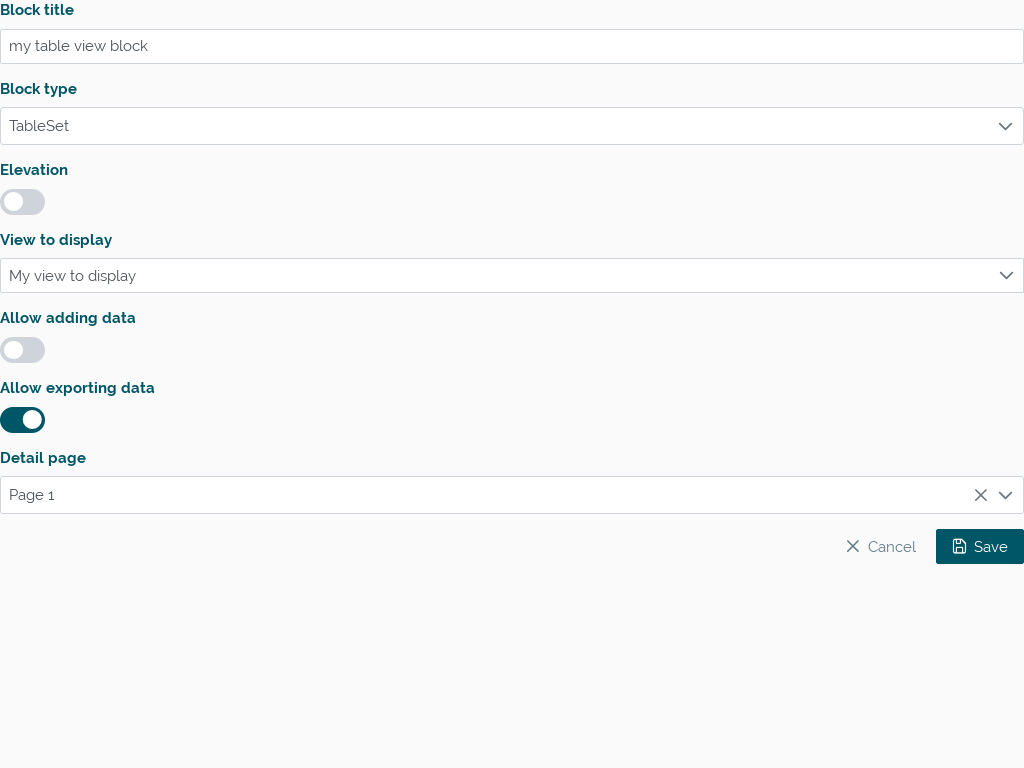 Block title
my table view block
Block type
TableSet
Elevation
View to display
My view to display
Allow adding data
Allow exporting data
Detail page
Page 1
Cancel
Save